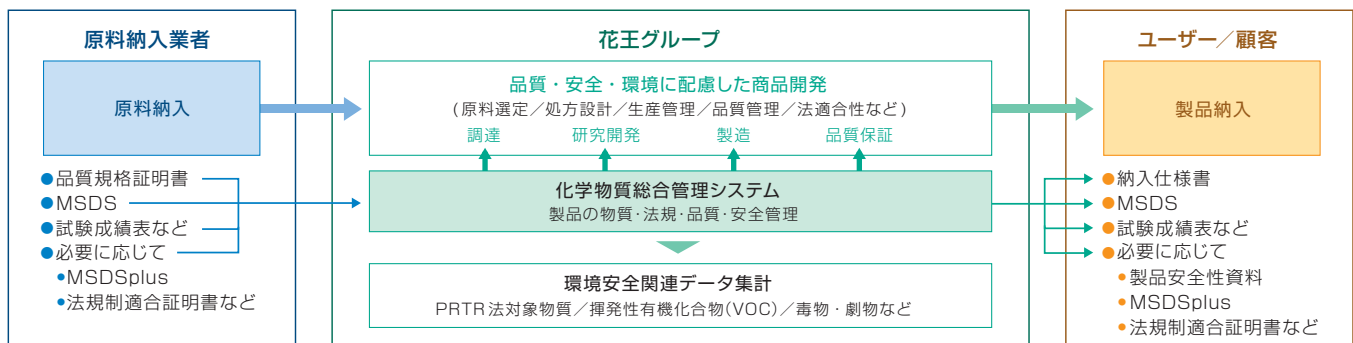 原料納入業者
原料納入
●品質規格証明書
●MSDS
●試験成績表など
●必要に応じて
●MSDSplus
●法規制適合証明書など
花王グループ
品質・安全・環境に配慮した商品開発
(原料選定／処方設計／生産管理／品質管理／法適合性など)
調達 研究開発 製造 品質保証
化学物質総合管理システム
製品の物質・法規・品質・安全管理
環境安全関連データ集計
PRTR法対象物質／揮発性有機化合物(VOC)／毒物・劇物など
ユーザー／顧客
製品納入
●納入仕様書
●MSDS
●試験成績表など
●必要に応じて
●製品安全性資料
●MSDSplus
●法規制適合証明書など